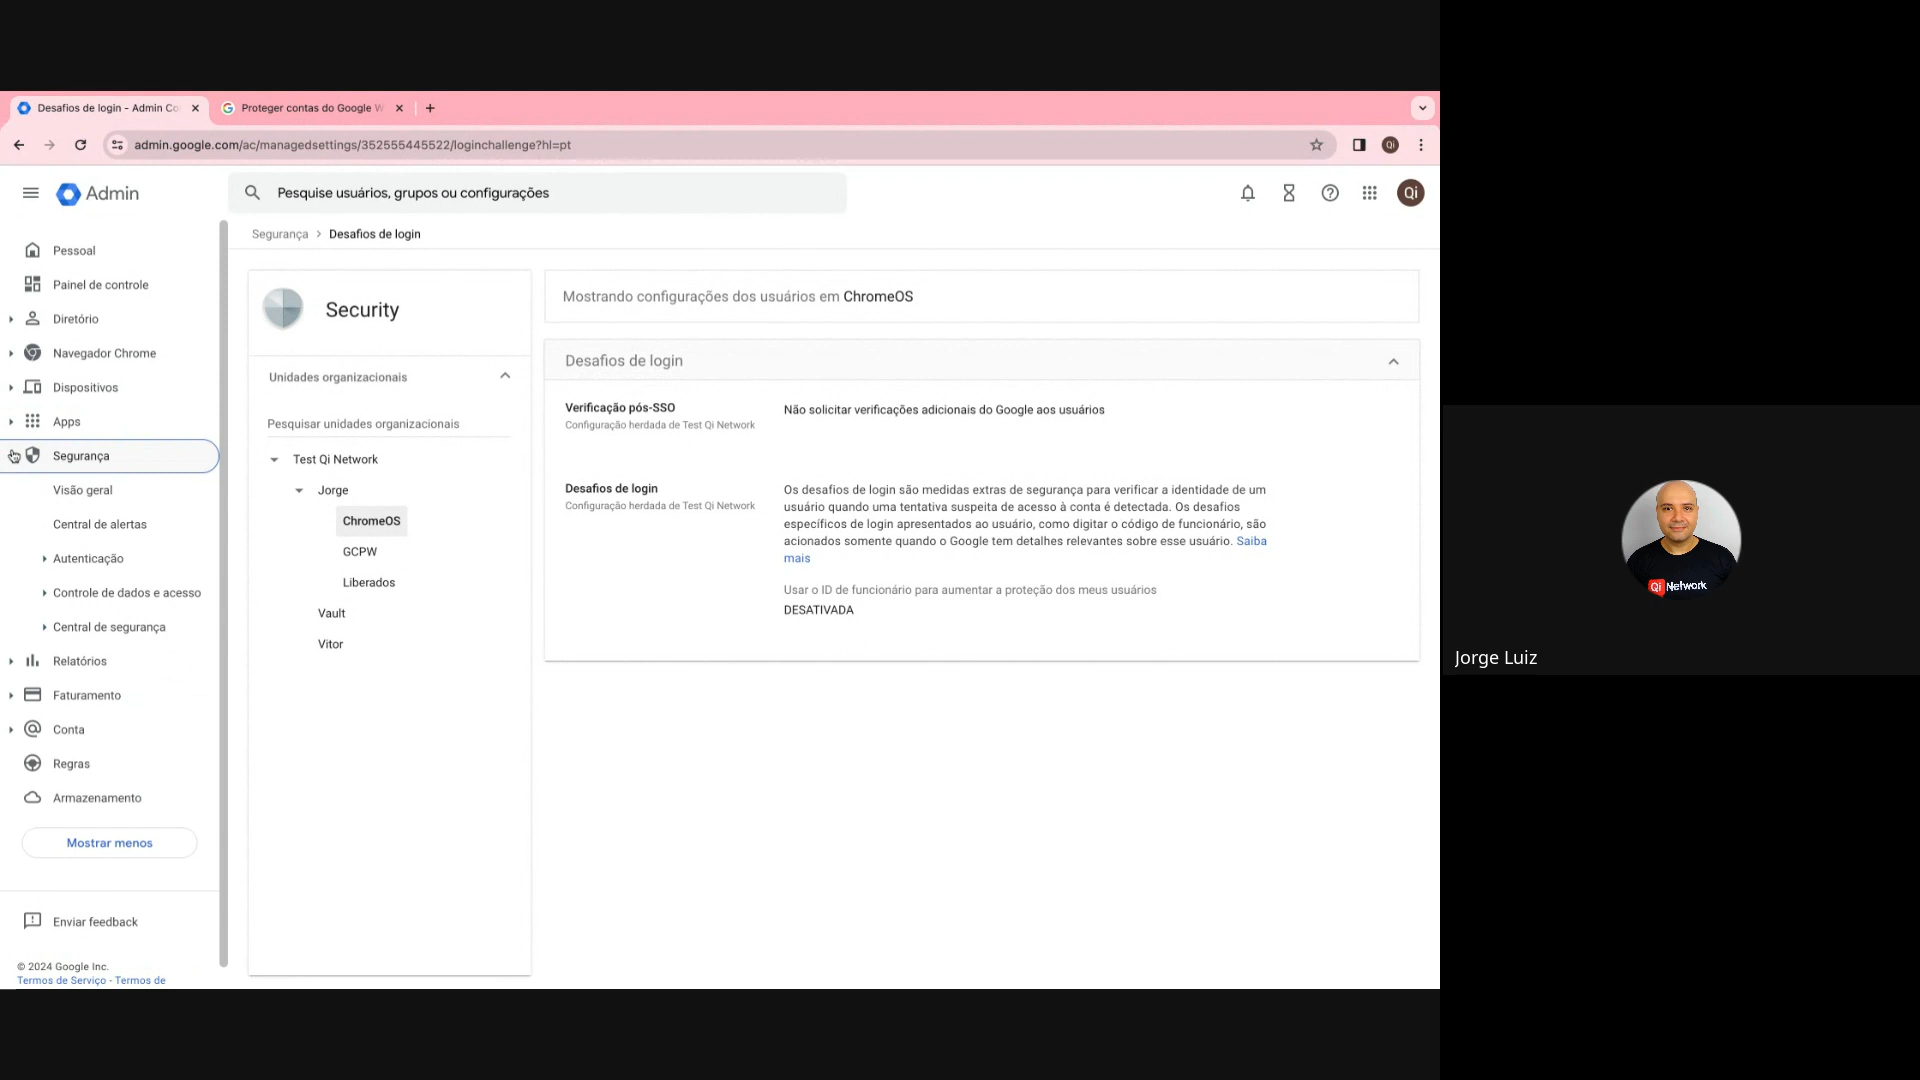 Desafios de login - Admin Co
Proteger contas do Google W
admin.google.com/ac/managedsettings/352555445522/loginchallenge?hl=pt
Qi
Admin
Pesquise usuários, grupos ou configurações
Qi
Segurança > Desafios de login
Pessoal
Painel de controle
Diretório
Navegador Chrome
Dispositivos
Apps
Segurança
Visão geral
Central de alertas
Autenticação
Controle de dados e acesso
Central de segurança
Relatórios
Faturamento
Conta
Regras
Armazenamento
Mostrar menos
Enviar feedback
© 2024 Google Inc.
Termos de Serviço - Termos de
Security
Unidades organizacionais
Pesquisar unidades organizacionais
Test Qi Network
Jorge
ChromeOS
GCPW
Liberados
Vault
Vitor
Mostrando configurações dos usuários em ChromeOS
Desafios de login
Verificação pós-SSO
Configuração herdada de Test Qi Network
Não solicitar verificações adicionais do Google aos usuários
Desafios de login
Configuração herdada de Test Qi Network
Os desafios de login são medidas extras de segurança para verificar a identidade de um
usuário quando uma tentativa suspeita de acesso à conta é detectada. Os desafios
específicos de login apresentados ao usuário, como digitar o código de funcionário, são
acionados somente quando o Google tem detalhes relevantes sobre esse usuário. Saiba
mais
Usar o ID de funcionário para aumentar a proteção dos meus usuários
DESATIVADA
Qi Network
Jorge Luiz